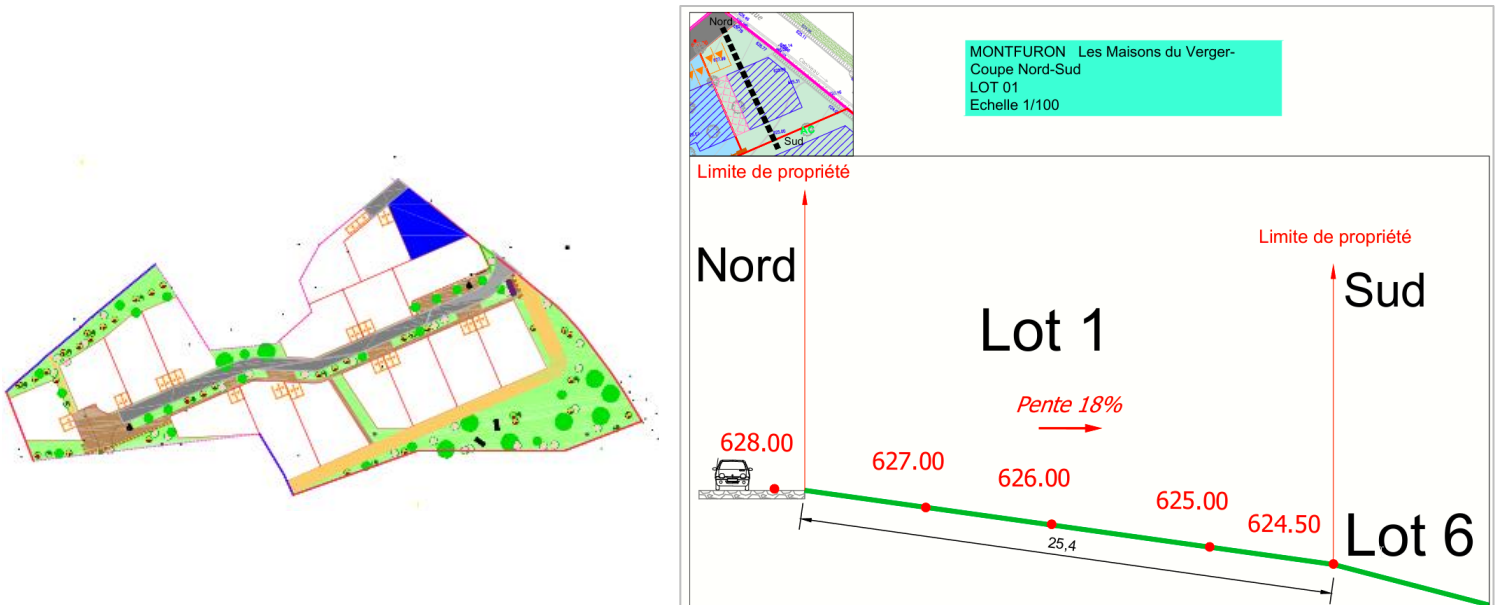 Nord
Sud
MONTFURON Les Maisons du Verger-
Coupe Nord-Sud
LOT 01
Echelle 1/100
Limite de propriété
Limite de propriété
Nord
Sud
Lot 1
Pente 18%
628.00
627.00
626.00
625.00
624.50
Lot 6
25,4